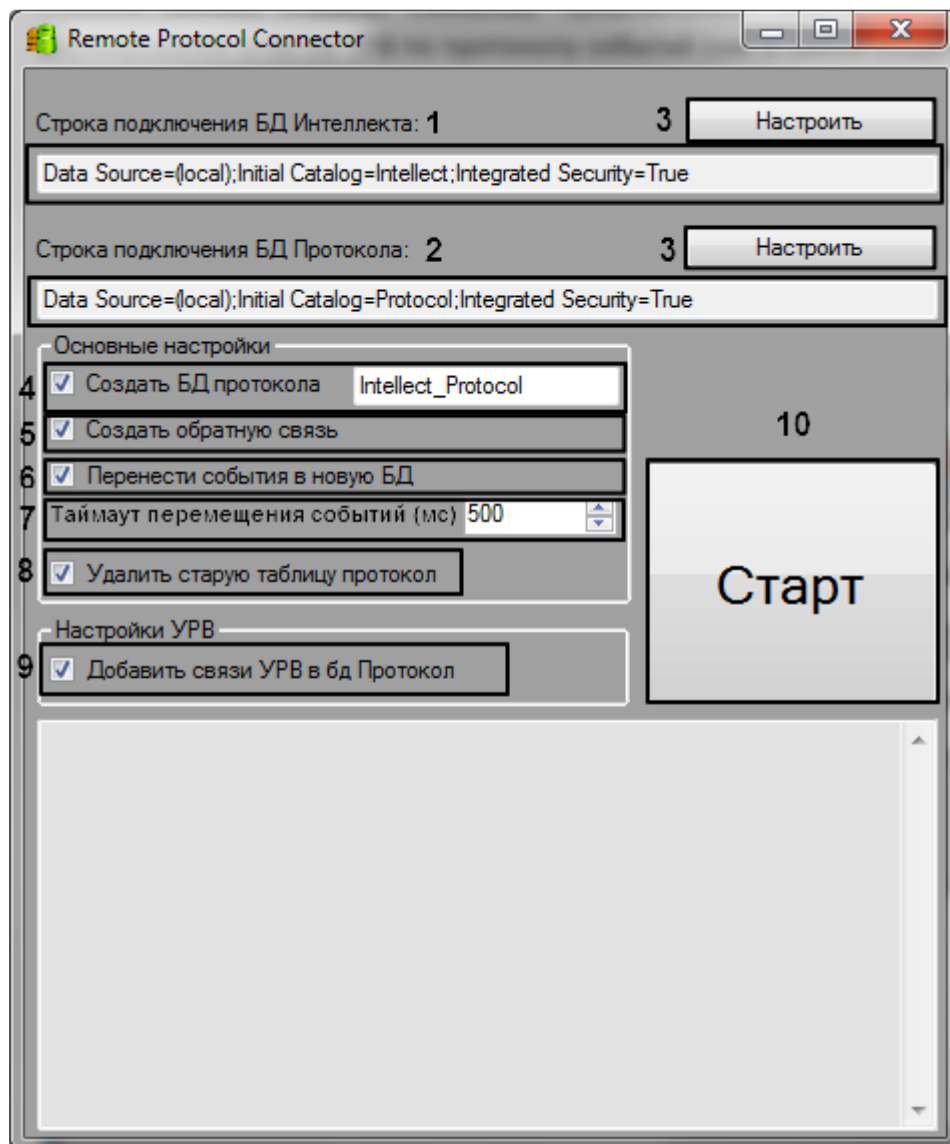 Remote Protocol Connector
Строка подключения БД Интеллекта: 1 3 Настроить
Data Source=(local);Initial Catalog=Intellect;Integrated Security=True
Строка подключения БД Протокола: 2 3 Настроить
Data Source=(local);Initial Catalog=Protocol;Integrated Security=True
Основные настройки
4 Создать БД протокола Intellect_Protocol
5 Создать обратную связь
6 Перенести события в новую БД
7 Таймаут перемещения событий (мс) 500
8 Удалить старую таблицу протокол
10
Старт
Настройки УРВ
9 Добавить связи УРВ в бд Протокол